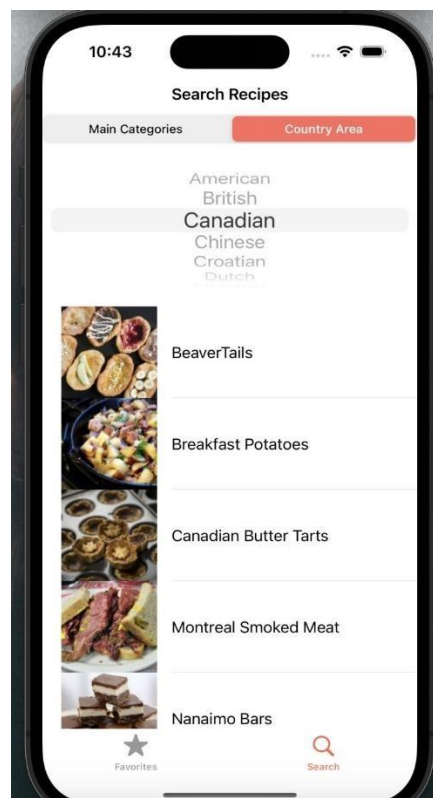 10:43
Search Recipes
Main Categories Country Area
American
British
Canadian
Chinese
Croatian
Dutch
BeaverTails
Breakfast Potatoes
Canadian Butter Tarts
Montreal Smoked Meat
Nanaimo Bars
Favorites Search